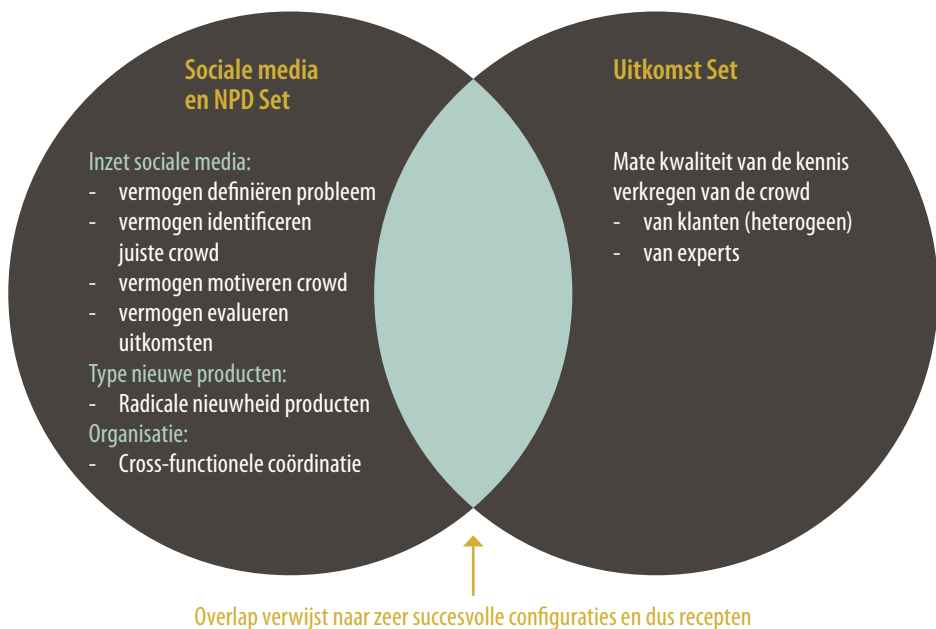 Sociale media
en NPD Set
Inzet sociale media:
- vermogen definiëren probleem
- vermogen identificeren
juiste crowd
- vermogen motiveren crowd
- vermogen evalueren
uitkomsten
Type nieuwe producten:
- Radicale nieuwheid producten
Organisatie:
- Cross-functionele coördinatie
Uitkomst Set
Mate kwaliteit van de kennis
verkregen van de crowd
- van klanten (heterogeen)
- van experts
Overlap verwijst naar zeer succesvolle configuraties en dus recepten